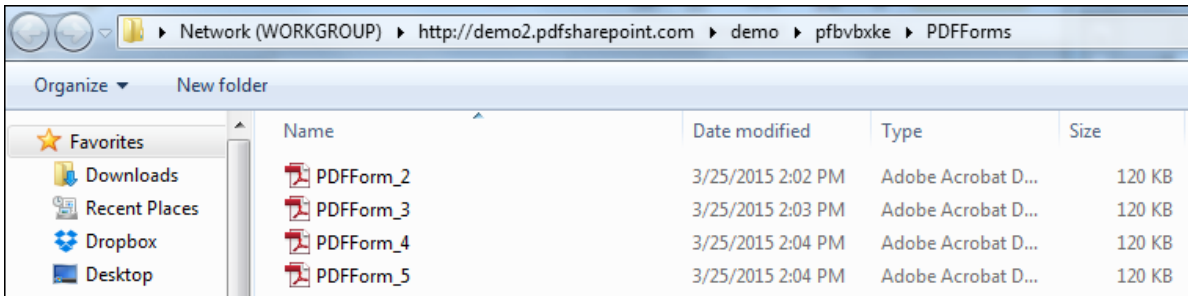 Network (WORKGROUP) http://demo2.pdfsharepoint.com demo pfbvbxke PDFForms
Organize New folder
Favorites
Downloads
Recent Places
Dropbox
Desktop
Name Date modified Type Size
PDFForm_2 3/25/2015 2:02 PM Adobe Acrobat D... 120 KB
PDFForm_3 3/25/2015 2:03 PM Adobe Acrobat D... 120 KB
PDFForm_4 3/25/2015 2:04 PM Adobe Acrobat D... 120 KB
PDFForm_5 3/25/2015 2:04 PM Adobe Acrobat D... 120 KB